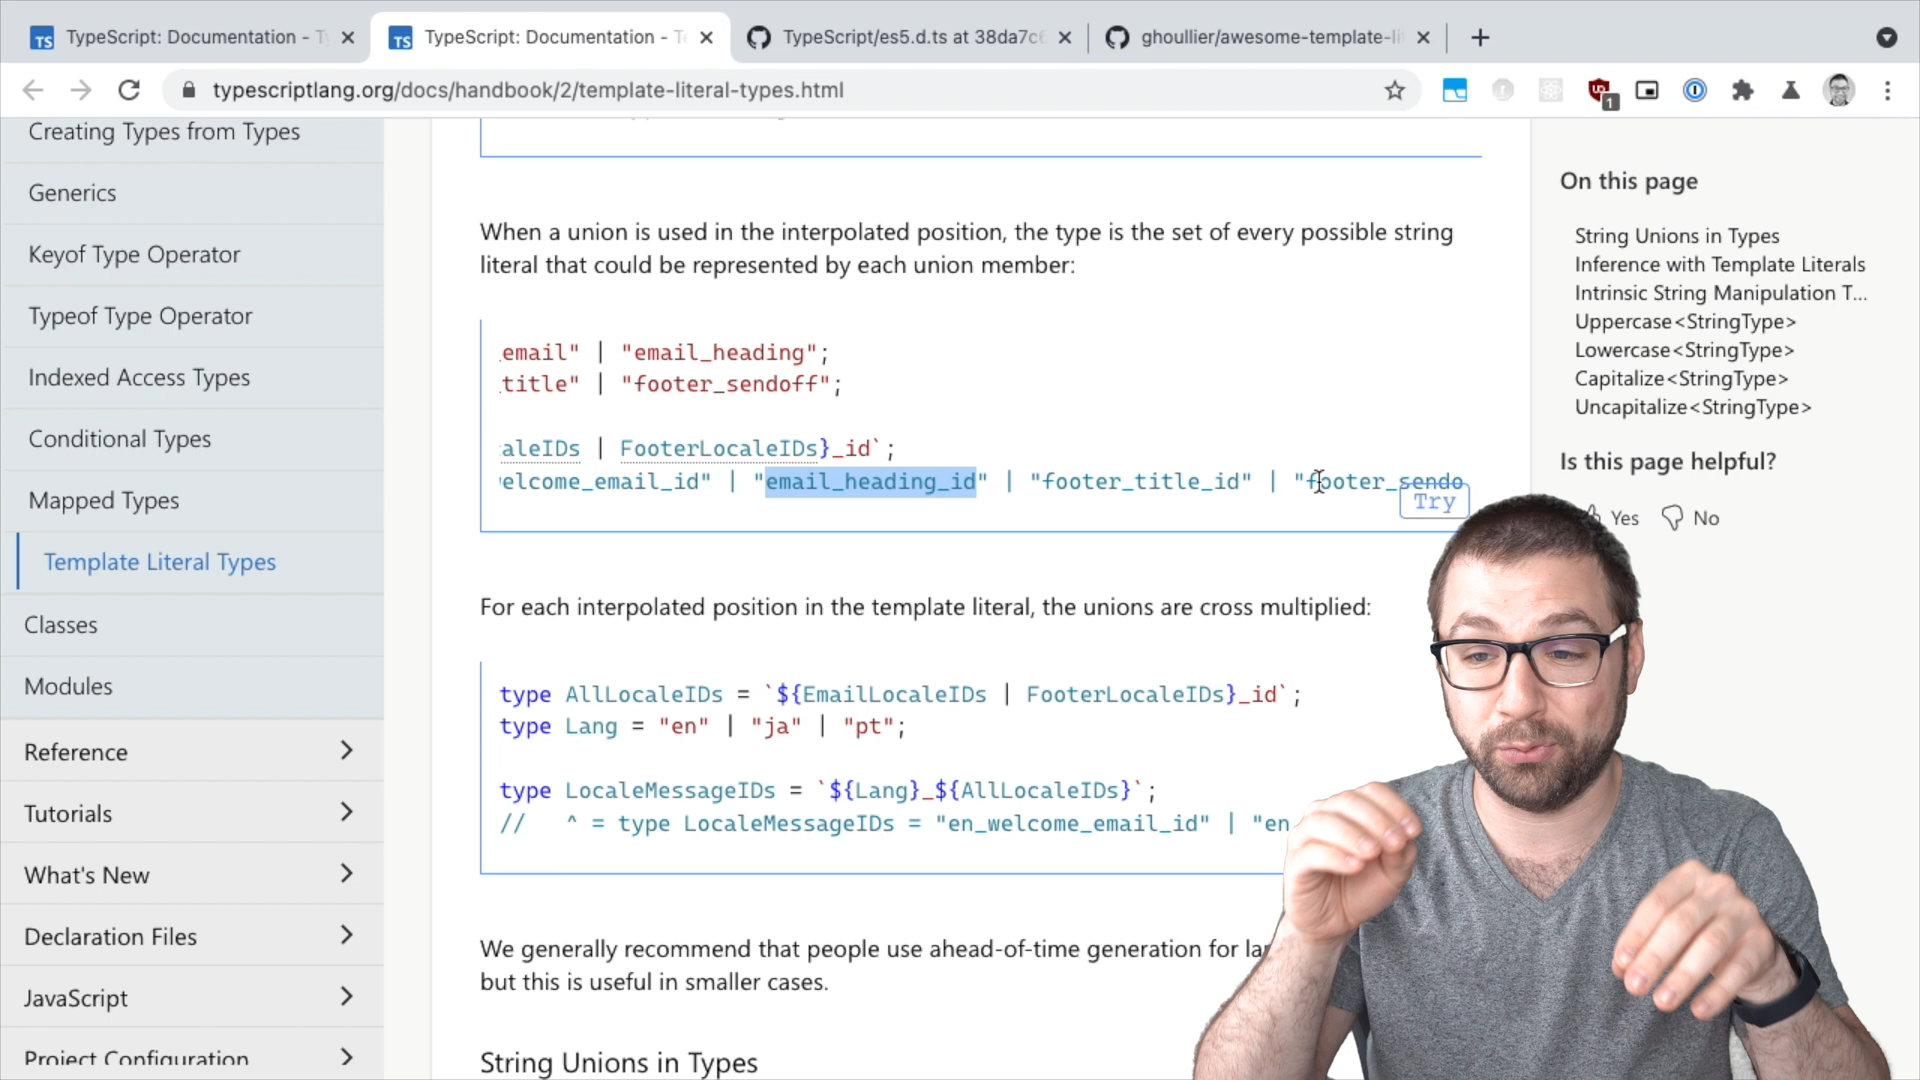 TypeScript: Documentation - T
TypeScript: Documentation - Te
TypeScript/es5.d.ts at 38da7c6
ghoullier/awesome-template-li
typescriptlang.org/docs/handbook/2/template-literal-types.html
1
Creating Types from Types
Generics
Keyof Type Operator
Typeof Type Operator
Indexed Access Types
Conditional Types
Mapped Types
Template Literal Types
Classes
Modules
Reference
Tutorials
What's New
Declaration Files
JavaScript
Project Configuration
When a union is used in the interpolated position, the type is the set of every possible string
literal that could be represented by each union member:
_email" | "email_heading";
_title" | "footer_sendoff";
caleIDs | FooterLocaleIDs}_id`;
welcome_email_id" | "email_heading_id" | "footer_title_id" | "footer_sendo
Try
For each interpolated position in the template literal, the unions are cross multiplied:
type AllLocaleIDs = `${EmailLocaleIDs | FooterLocaleIDs}_id`;
type Lang = "en" | "ja" | "pt";
type LocaleMessageIDs = `${Lang}_${AllLocaleIDs}`;
//   ^ = type LocaleMessageIDs = "en_welcome_email_id" | "en
We generally recommend that people use ahead-of-time generation for lar
but this is useful in smaller cases.
String Unions in Types
On this page
String Unions in Types
Inference with Template Literals
Intrinsic String Manipulation T...
Uppercase<StringType>
Lowercase<StringType>
Capitalize<StringType>
Uncapitalize<StringType>
Is this page helpful?
Yes No